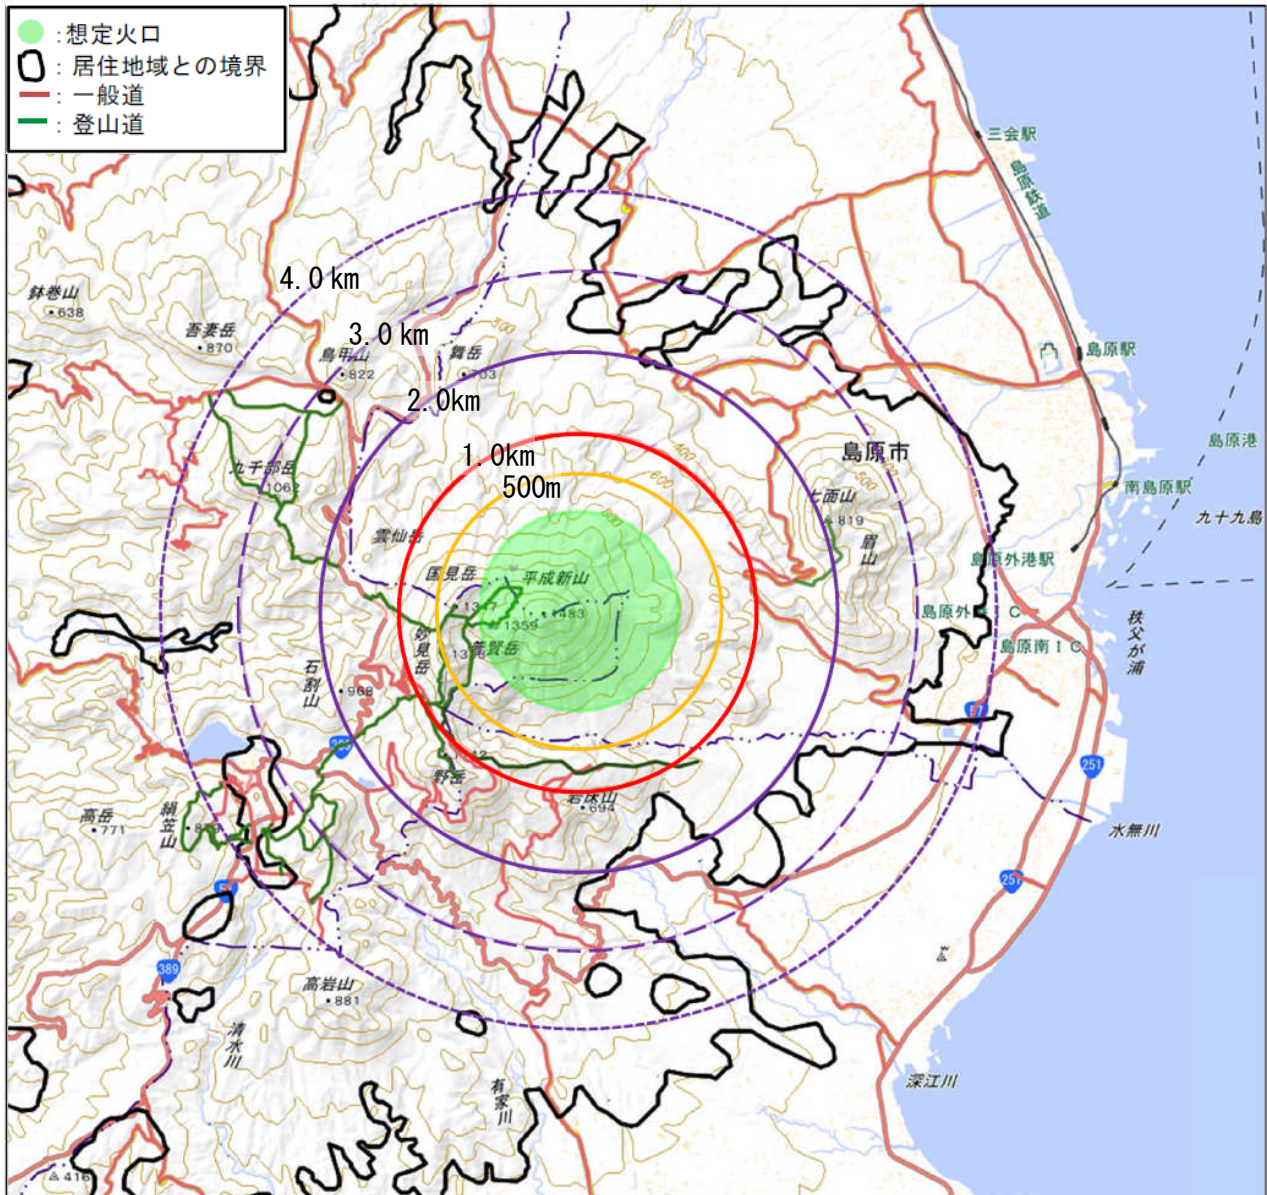 :想定火口
: 居住地域との境界
: 一般道
: 登山道
三会駅
島原鉄道
4.0km
鉢巻山
638
吾妻岳
870
3.0km
鳥甲山
822
舞岳
703
300
島原駅
2.0km
島原市
島原港
400
600
1.0km
500m
九千部岳
1062
七面山
819
眉山
南島原駅
九十九島
800
雲仙岳
国見岳
1347
平成新山
1483
1359
普賢岳
妙見岳
島原外港駅
島原外港IC
島原南IC
秩父が浦
石割山
968
57
251
野岳
岩床山
694
高岳
771
絹笠山
水無川
251
389
高岩山
881
清水川
有家川
深江川
416